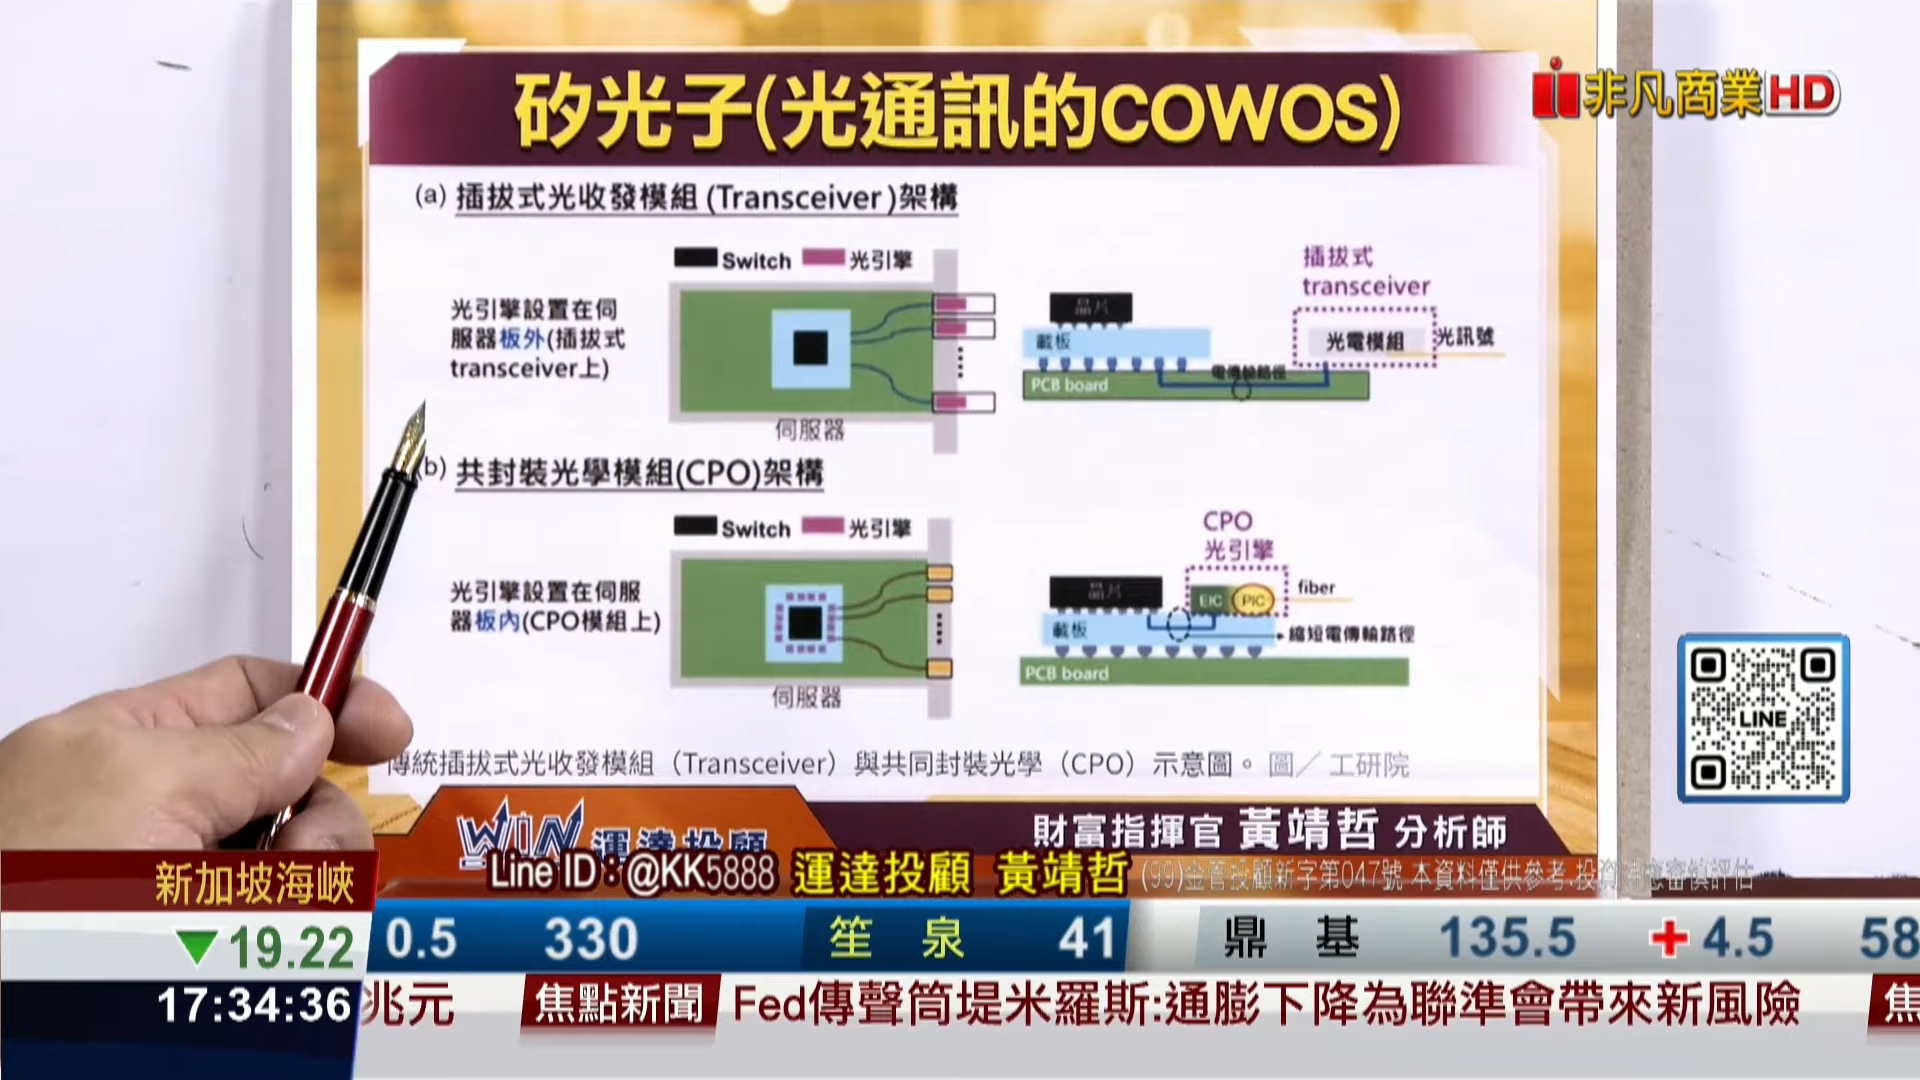 矽光子(光通訊的COWOS)
非凡商業HD
(a) 插拔式光收發模組 (Transceiver)架構
Switch 光引擎
光引擎設置在伺
服器板外(插拔式
transceiver上)
伺服器
插拔式
transceiver
晶片
載板
光電模組
光訊號
電傳輸路徑
PCB board
b) 共封裝光學模組(CPO)架構
Switch 光引擎
光引擎設置在伺服
器板內(CPO模組上)
伺服器
CPO
光引擎
晶片
EIC PIC
fiber
載板
縮短電傳輸路徑
PCB board
LINE
傳統插拔式光收發模組（Transceiver）與共同封裝光學（CPO）示意圖。圖／工研院
WIN 運達投顧
財富指揮官 黃靖哲 分析師
Line ID：@KK5888 運達投顧 黃靖哲
(99)金管投顧新字第047號 本資料僅供參考,投資時應審慎評估
新加坡海峽
▼19.22
0.5 330 笙泉 41 鼎基 135.5 +4.5 58
17:34:36
兆元 焦點新聞 Fed傳聲筒堤米羅斯:通膨下降為聯準會帶來新風險 焦